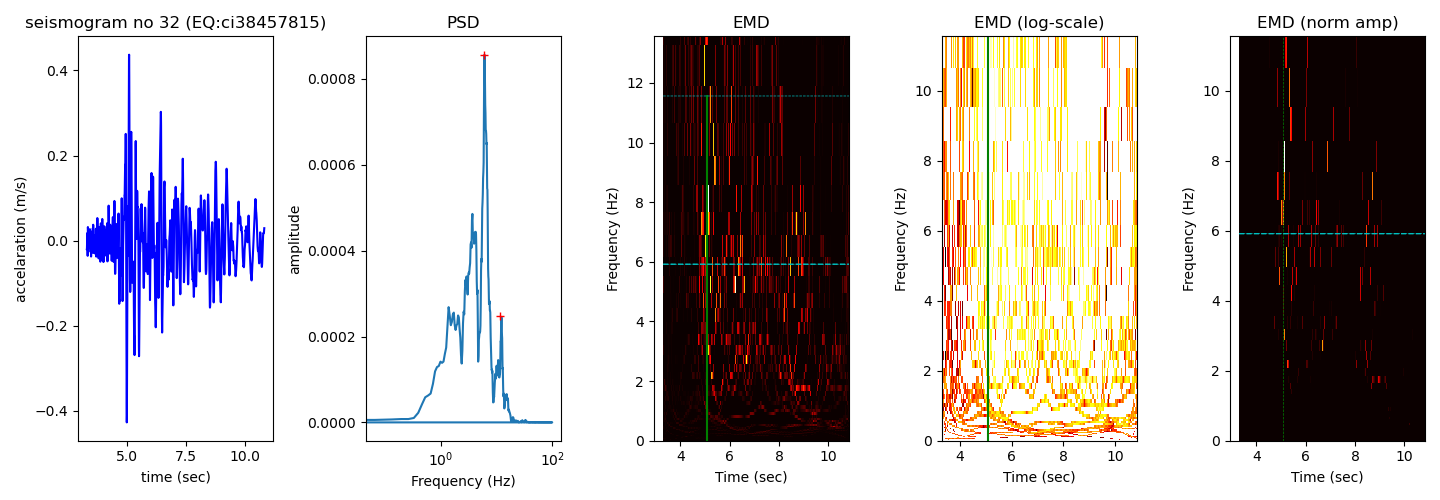 seismogram no 32 (EQ:ci38457815)
accelaration (m/s)
0.4
0.2
0.0
−0.2
−0.4
5.0 7.5 10.0
time (sec)
PSD
amplitude
0.0008
0.0006
0.0004
0.0002
0.0000
10^0 10^2
Frequency (Hz)
EMD
Frequency (Hz)
12
10
8
6
4
2
0
4 6 8 10
Time (sec)
EMD (log-scale)
Frequency (Hz)
10
8
6
4
2
0
4 6 8 10
Time (sec)
EMD (norm amp)
Frequency (Hz)
10
8
6
4
2
0
4 6 8 10
Time (sec)